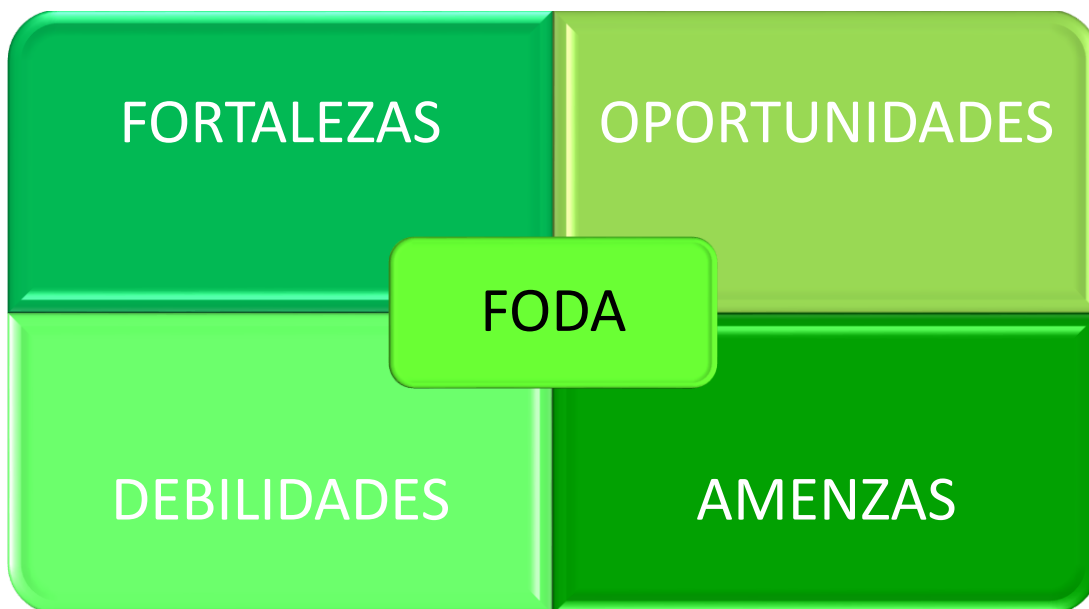 FORTALEZAS
OPORTUNIDADES
FODA
DEBILIDADES
AMENZAS